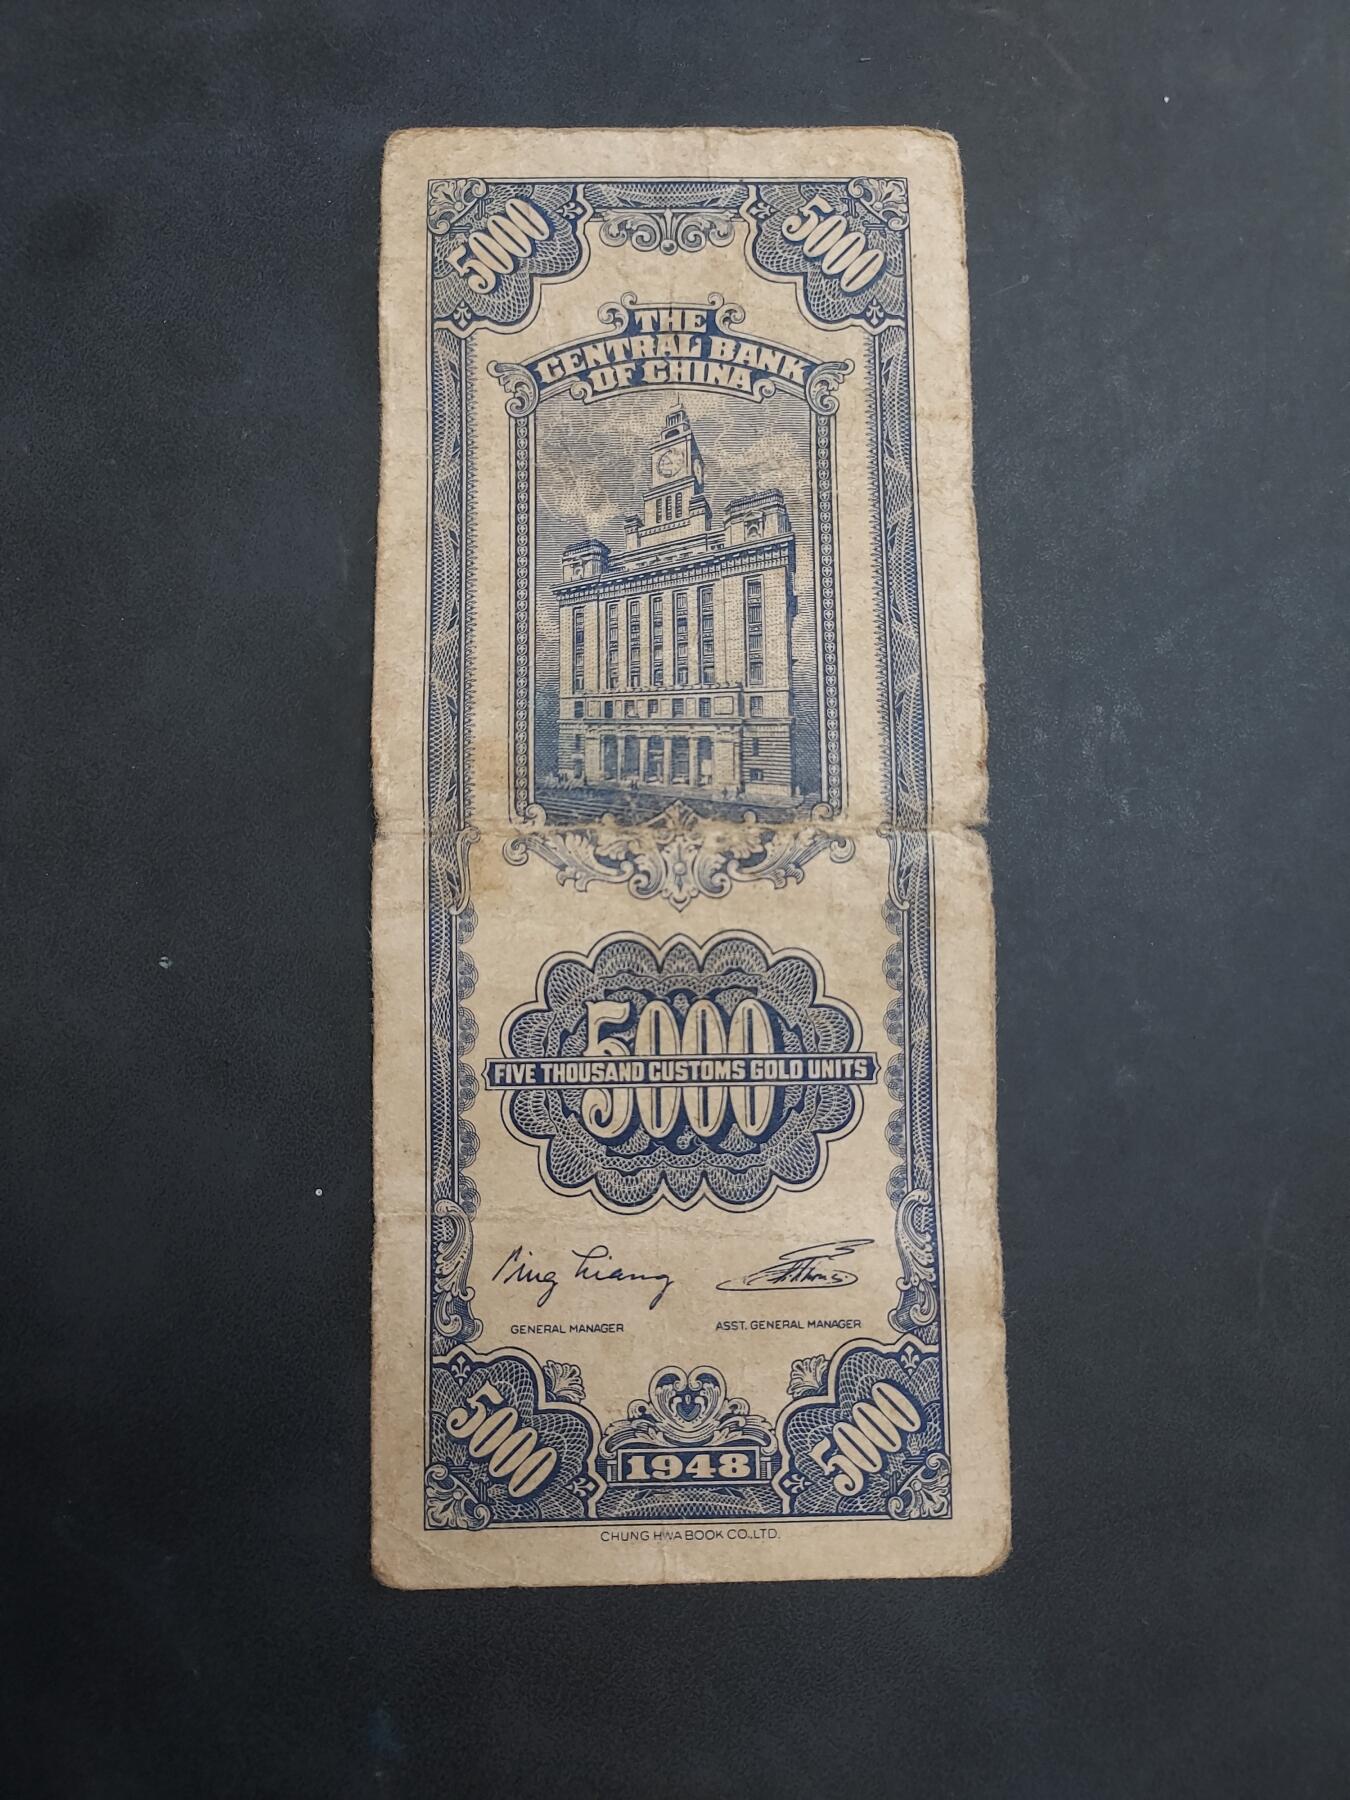 5000 5000
THE
CENTRAL BANK
OF CHINA
5000
FIVE THOUSAND CUSTOMS GOLD UNITS
5000
GENERAL MANAGER ASST. GENERAL MANAGER
5000 5000
1948
CHUNG HWA BOOK CO.,LTD.